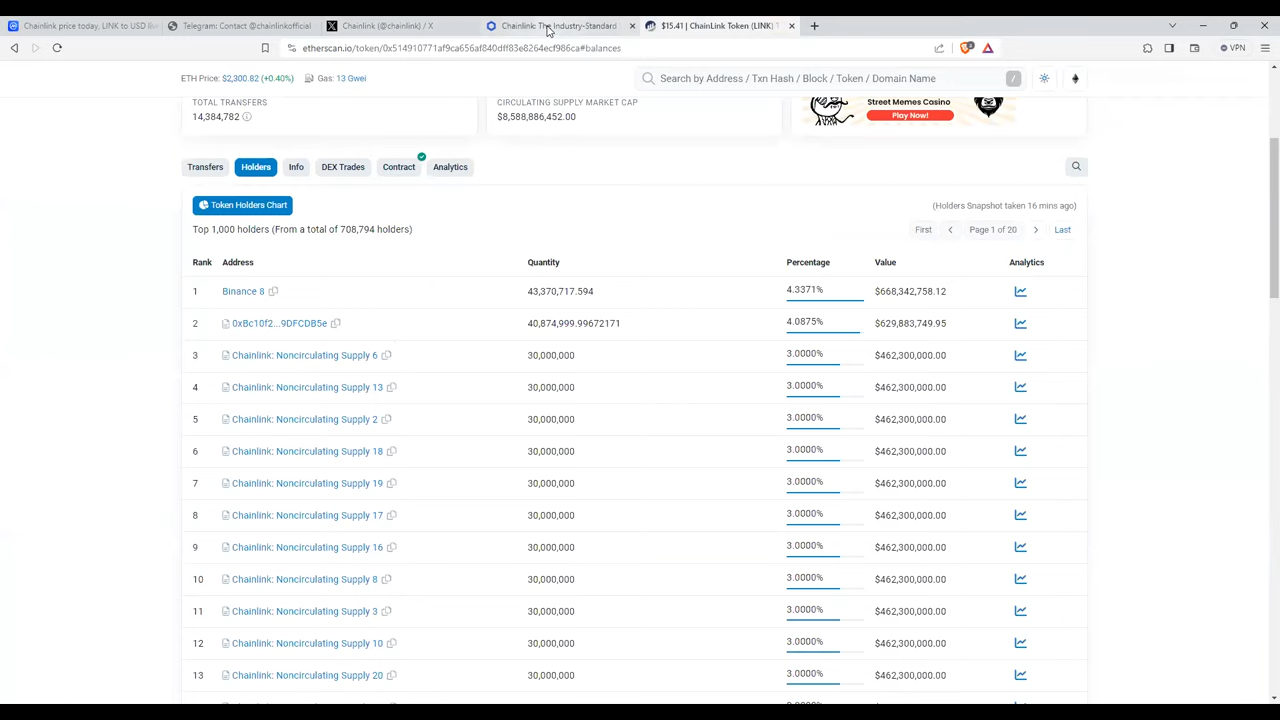 Chainlink price today, LINK to USD live
Telegram: Contact @chainlinkofficial
Chainlink (@chainlink) / X
Chainlink: The Industry-Standard
$15.41 | ChainLink Token (LINK) T
etherscan.io/token/0x514910771af9ca656af840dff83e8264ecf986ca#balances
VPN
ETH Price: $2,300.82 (+0.40%)
Gas: 13 Gwei
Search by Address / Txn Hash / Block / Token / Domain Name
/
TOTAL TRANSFERS
14,384,782
CIRCULATING SUPPLY MARKET CAP
$8,588,886,452.00
Street Memes Casino
Play Now!
Transfers
Holders
Info
DEX Trades
Contract
Analytics
Token Holders Chart
(Holders Snapshot taken 16 mins ago)
Top 1,000 holders (From a total of 708,794 holders)
First
Page 1 of 20
Last
Rank Address Quantity Percentage Value Analytics
1 Binance 8 43,370,717.594 4.3371% $668,342,758.12
2 0xBc10f2...9DFCDB5e 40,874,999.99672171 4.0875% $629,883,749.95
3 Chainlink: Noncirculating Supply 6 30,000,000 3.0000% $462,300,000.00
4 Chainlink: Noncirculating Supply 13 30,000,000 3.0000% $462,300,000.00
5 Chainlink: Noncirculating Supply 2 30,000,000 3.0000% $462,300,000.00
6 Chainlink: Noncirculating Supply 18 30,000,000 3.0000% $462,300,000.00
7 Chainlink: Noncirculating Supply 19 30,000,000 3.0000% $462,300,000.00
8 Chainlink: Noncirculating Supply 17 30,000,000 3.0000% $462,300,000.00
9 Chainlink: Noncirculating Supply 16 30,000,000 3.0000% $462,300,000.00
10 Chainlink: Noncirculating Supply 8 30,000,000 3.0000% $462,300,000.00
11 Chainlink: Noncirculating Supply 3 30,000,000 3.0000% $462,300,000.00
12 Chainlink: Noncirculating Supply 10 30,000,000 3.0000% $462,300,000.00
13 Chainlink: Noncirculating Supply 20 30,000,000 3.0000% $462,300,000.00